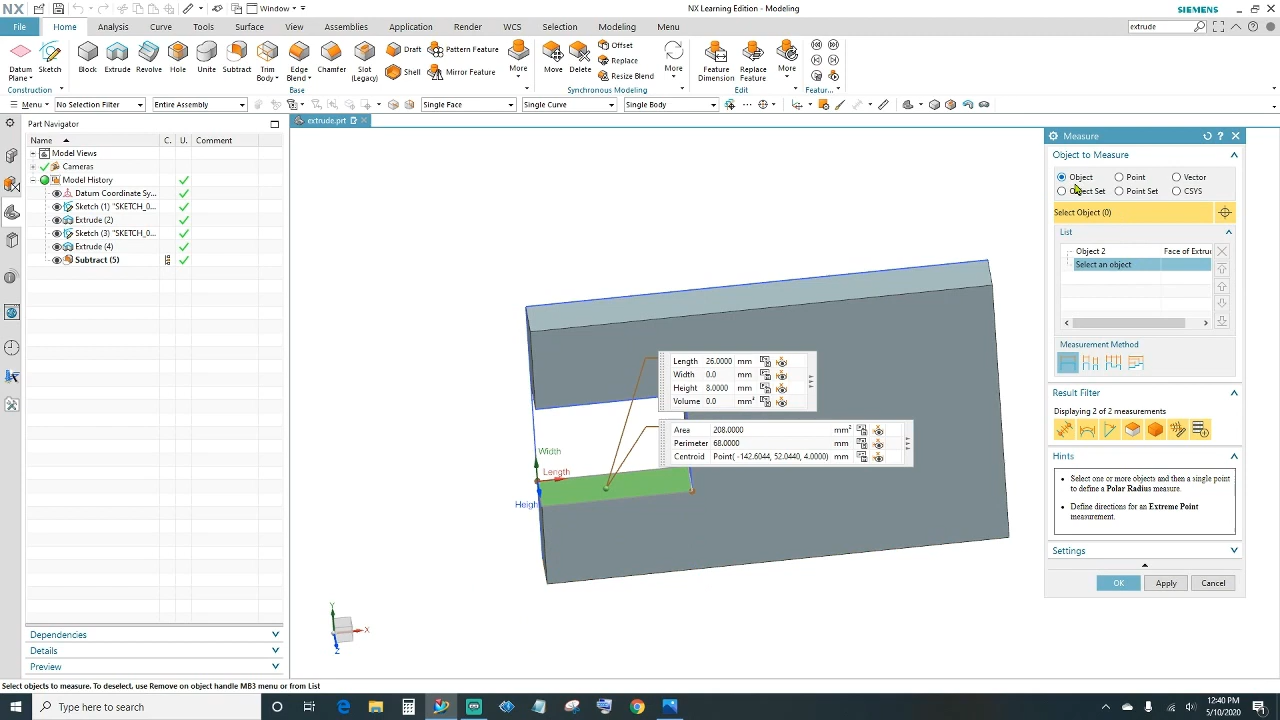 NX
Window
NX Learning Edition - Modeling
SIEMENS
File Home Analysis Curve Tools Surface View Assemblies Application Render WCS Selection Modeling Menu
extrude
Datum Plane
Sketch
Block
Extrude
Revolve
Hole
Unite
Subtract
Trim Body
Edge Blend
Chamfer
Slot (Legacy)
Draft
Shell
Pattern Feature
Mirror Feature
More
Move
Delete
Offset
Replace
Resize Blend
More
Feature Dimension
Replace Feature
More
Construction
Base
Synchronous Modeling
Edit
Featur...
Menu
No Selection Filter
Entire Assembly
Single Face
Single Curve
Single Body
Part Navigator
extrude.prt
Name C. U. Comment
Model Views
Cameras
Model History
Datum Coordinate Sy...
Sketch (1) "SKETCH_0...
Extrude (2)
Sketch (3) "SKETCH_0...
Extrude (4)
Subtract (5)
Dependencies
Details
Preview
Length 26.0000 mm
Width 0.0 mm
Height 8.0000 mm
Volume 0.0 mm³
Area 208.0000 mm²
Perimeter 68.0000 mm
Centroid Point( -142.6044, 52.0440, 4.0000) mm
Width
Length
Heigh
Y
X
Z
Measure
Object to Measure
Object Point Vector
Object Set Point Set CSYS
Select Object (0)
List
Object 2 Face of Extru
Select an object
Measurement Method
Result Filter
Displaying 2 of 2 measurements
Hints
Select one or more objects and then a single point
to define a Polar Radius measure.
Define directions for an Extreme Point
measurement.
Settings
OK Apply Cancel
Select objects to measure. To deselect, use Remove on object handle MB3 menu or from List
Type here to search
12:40 PM
5/10/2020